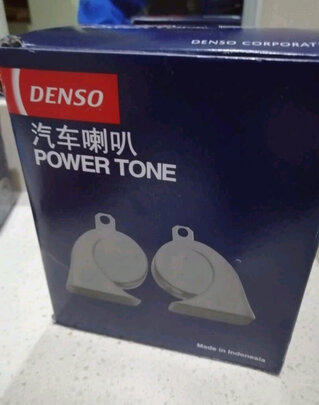 DENSO CORPORAT
DENSO
汽车喇叭
POWER TONE
Made in Indonesia